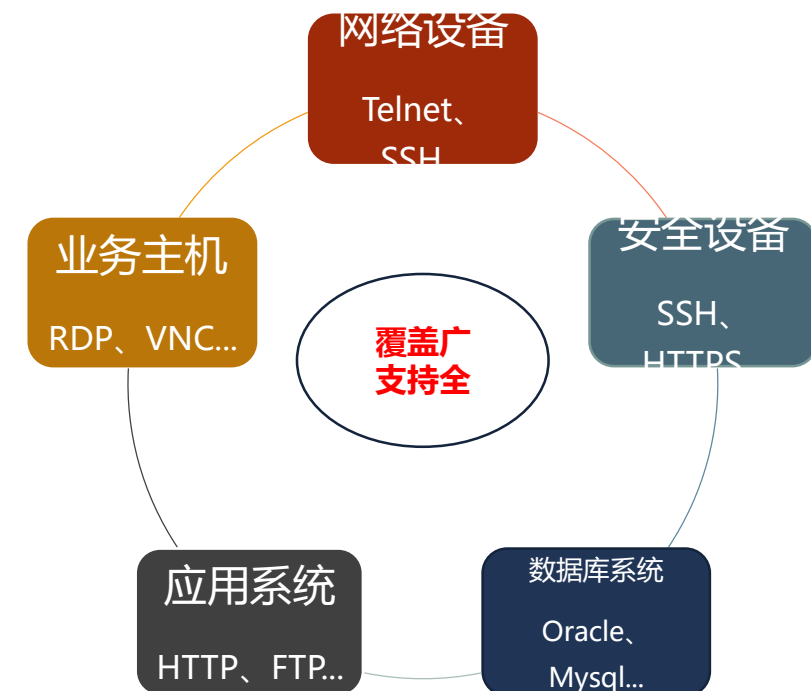 网络设备
Telnet、
SSH
安全设备
SSH、
HTTPS
业务主机
RDP、VNC...
覆盖广
支持全
应用系统
HTTP、FTP...
数据库系统
Oracle、
Mysql...